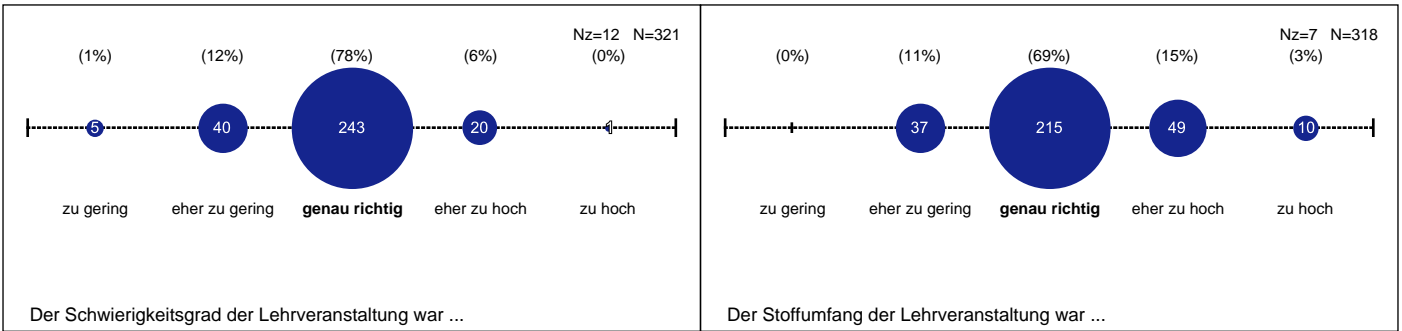 Nz=12 N=321
(1%) (12%) (78%) (6%) (0%)
5 40 243 20 1
zu gering eher zu gering genau richtig eher zu hoch zu hoch
Der Schwierigkeitsgrad der Lehrveranstaltung war ...
Nz=7 N=318
(0%) (11%) (69%) (15%) (3%)
37 215 49 10
zu gering eher zu gering genau richtig eher zu hoch zu hoch
Der Stoffumfang der Lehrveranstaltung war ...